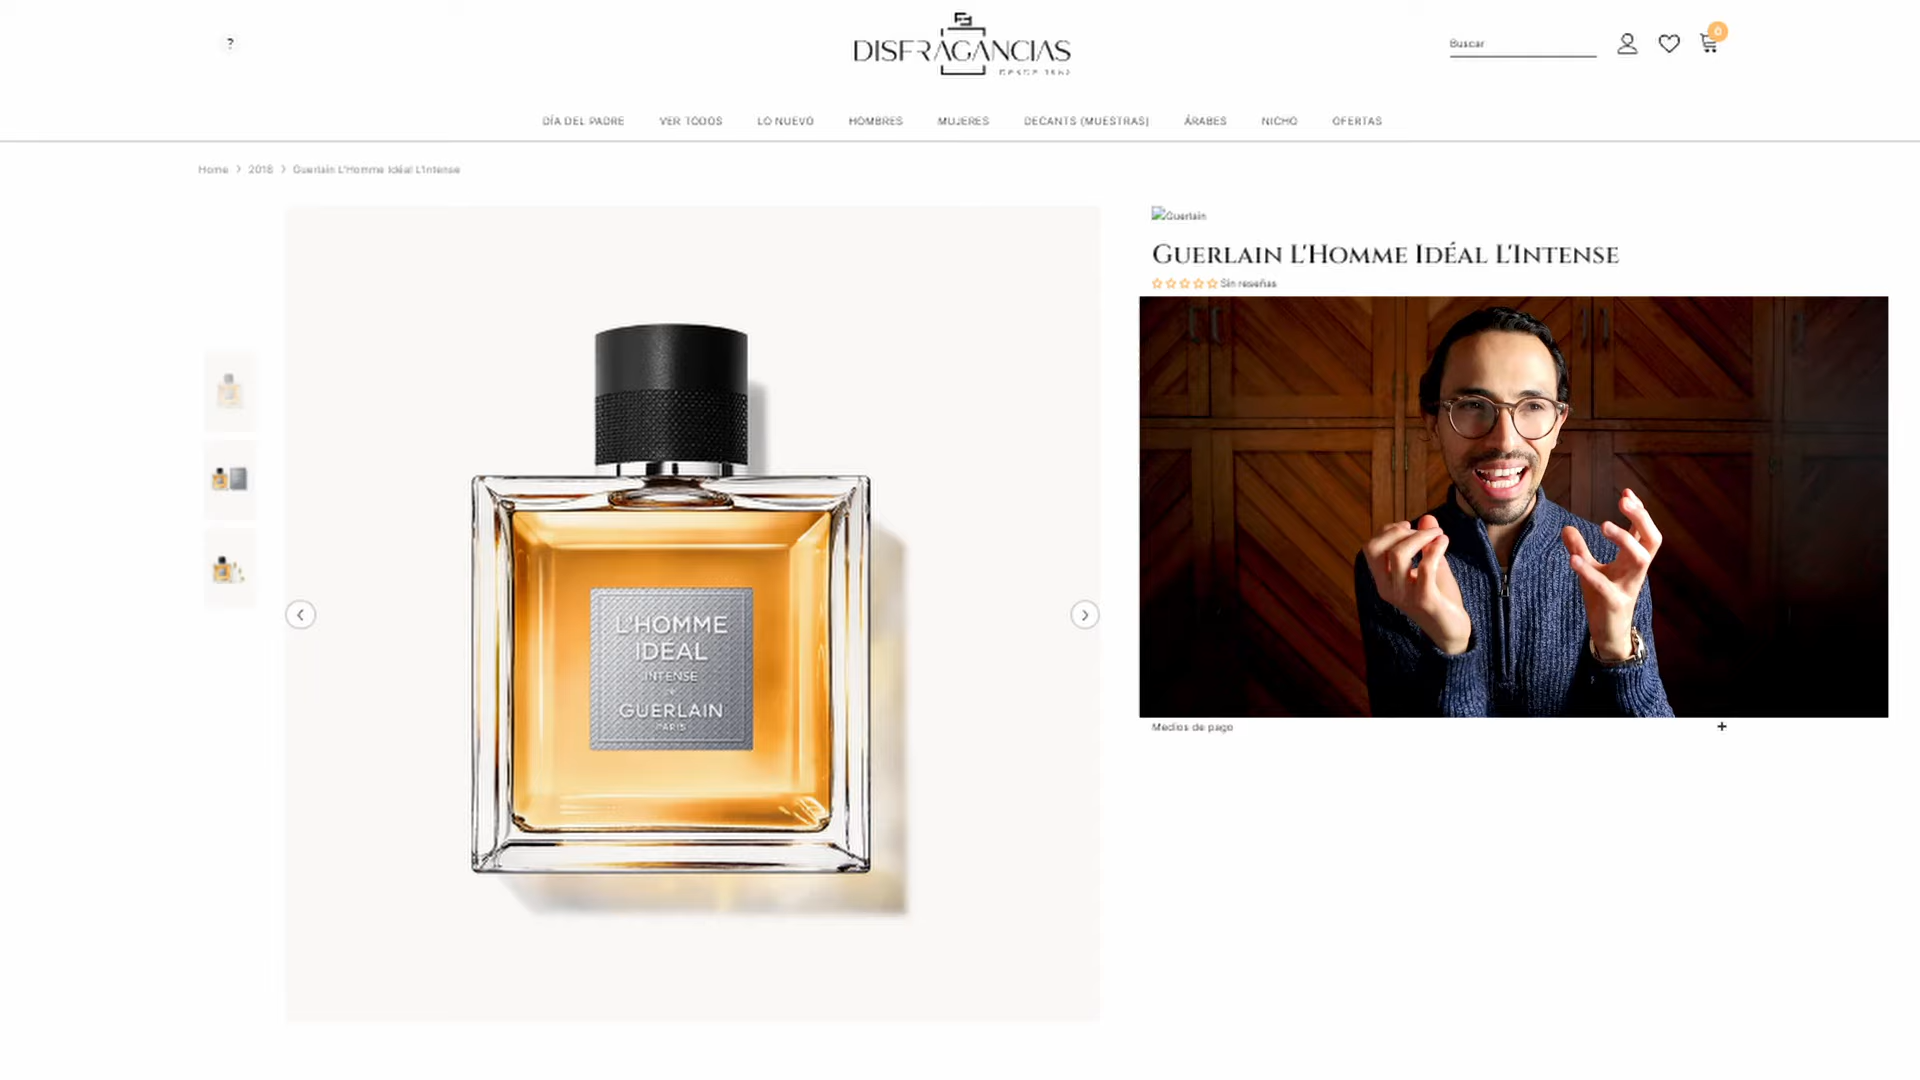 ?
DISFRAGANCIAS
DESDE 1962
Buscar
0
DÍA DEL PADRE
VER TODOS
LO NUEVO
HOMBRES
MUJERES
DECANTS (MUESTRAS)
ÁRABES
NICHO
OFERTAS
Home > 2018 > Guerlain L'Homme Idéal L'Intense
Guerlain
GUERLAIN L'HOMME IDÉAL L'INTENSE
Sin reseñas
L'HOMME
IDEAL
INTENSE
GUERLAIN
PARIS
Medios de pago
+